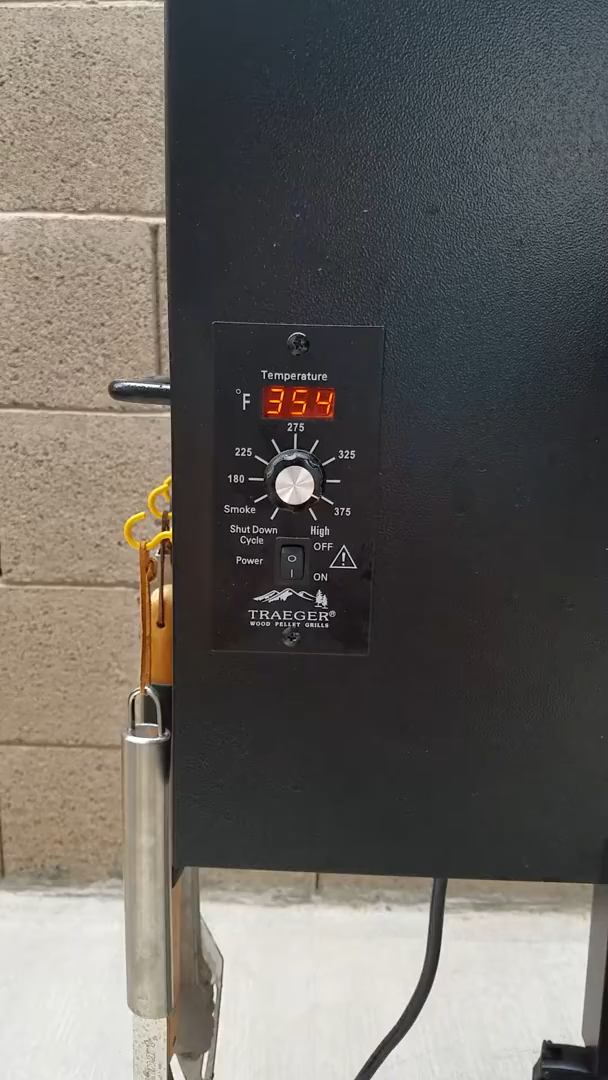 Temperature
°F 354
275
225 325
180
Smoke 375
Shut Down High
Cycle
OFF
Power
ON
TRAEGER®
WOOD PELLET GRILLS